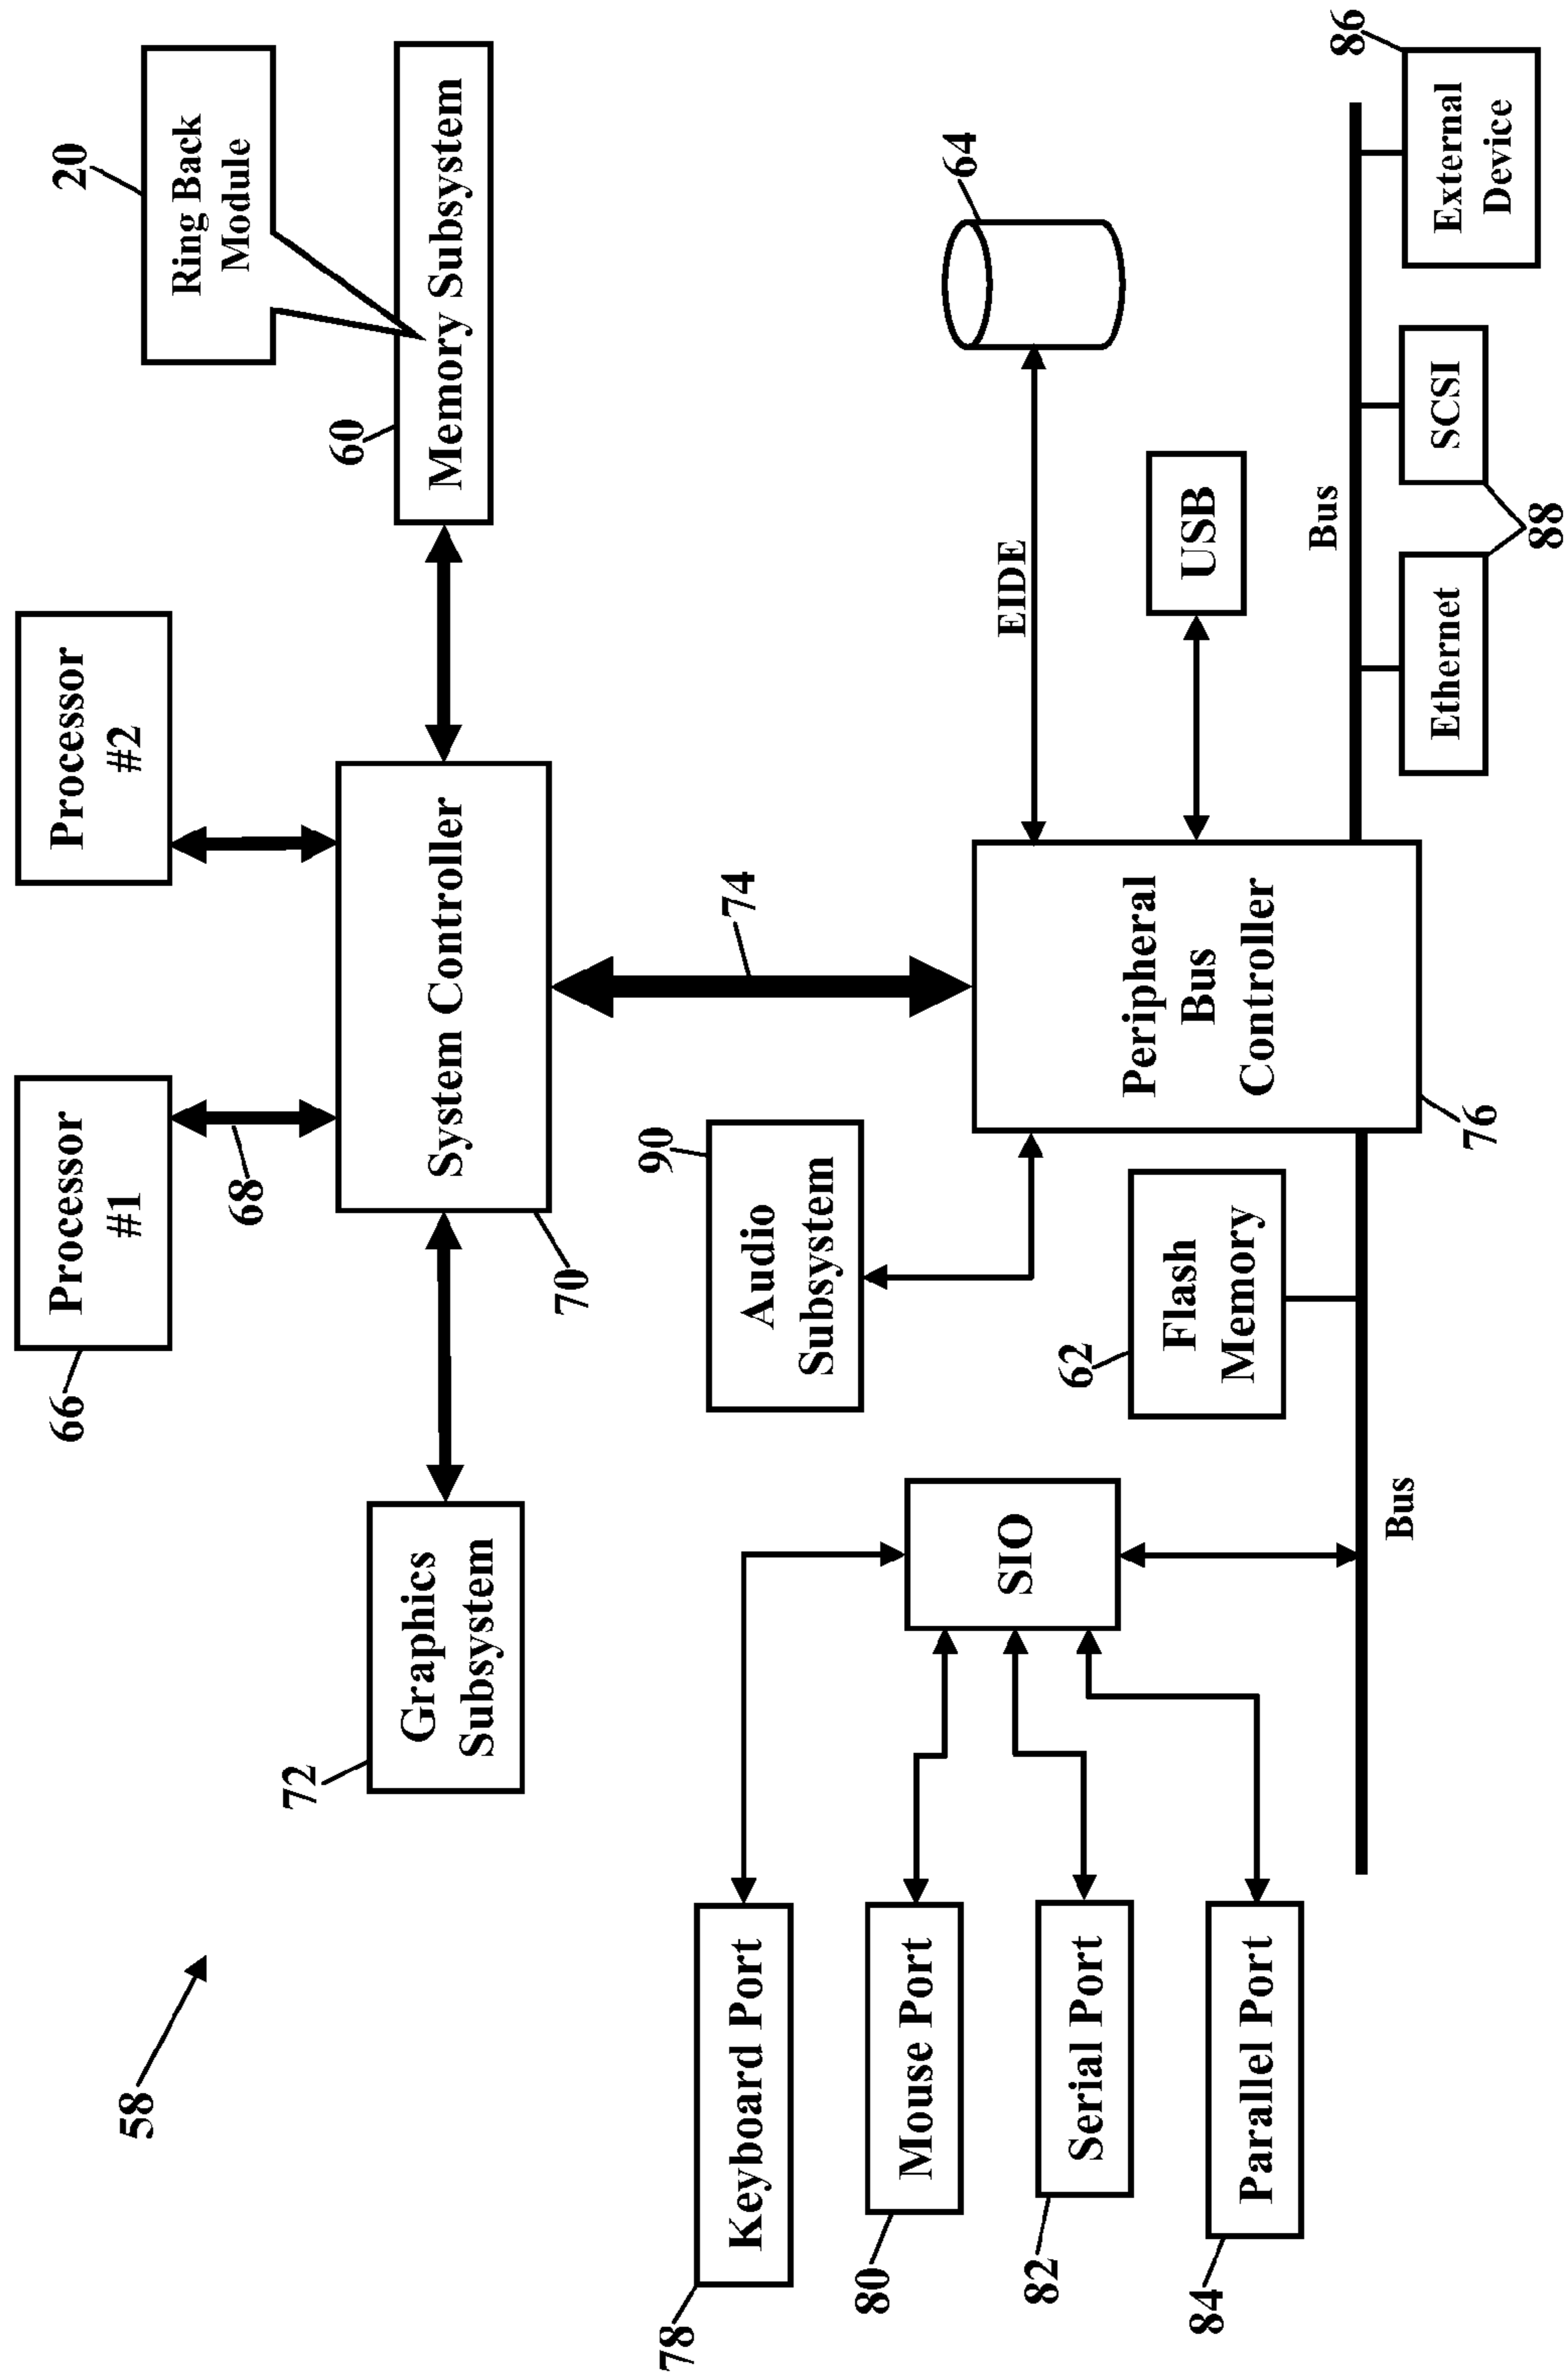 58
66
Processor
#1
68
Processor
#2
20
Ring Back
Module
72
Graphics
Subsystem
System Controller
70
60
Memory Subsystem
74
78
Keyboard Port
80
Mouse Port
82
Serial Port
84
Parallel Port
SIO
90
Audio
Subsystem
62
Flash
Memory
Peripheral
Bus
Controller
76
EIDE
64
USB
Bus
Bus
Ethernet
SCSI
88
External
Device
86